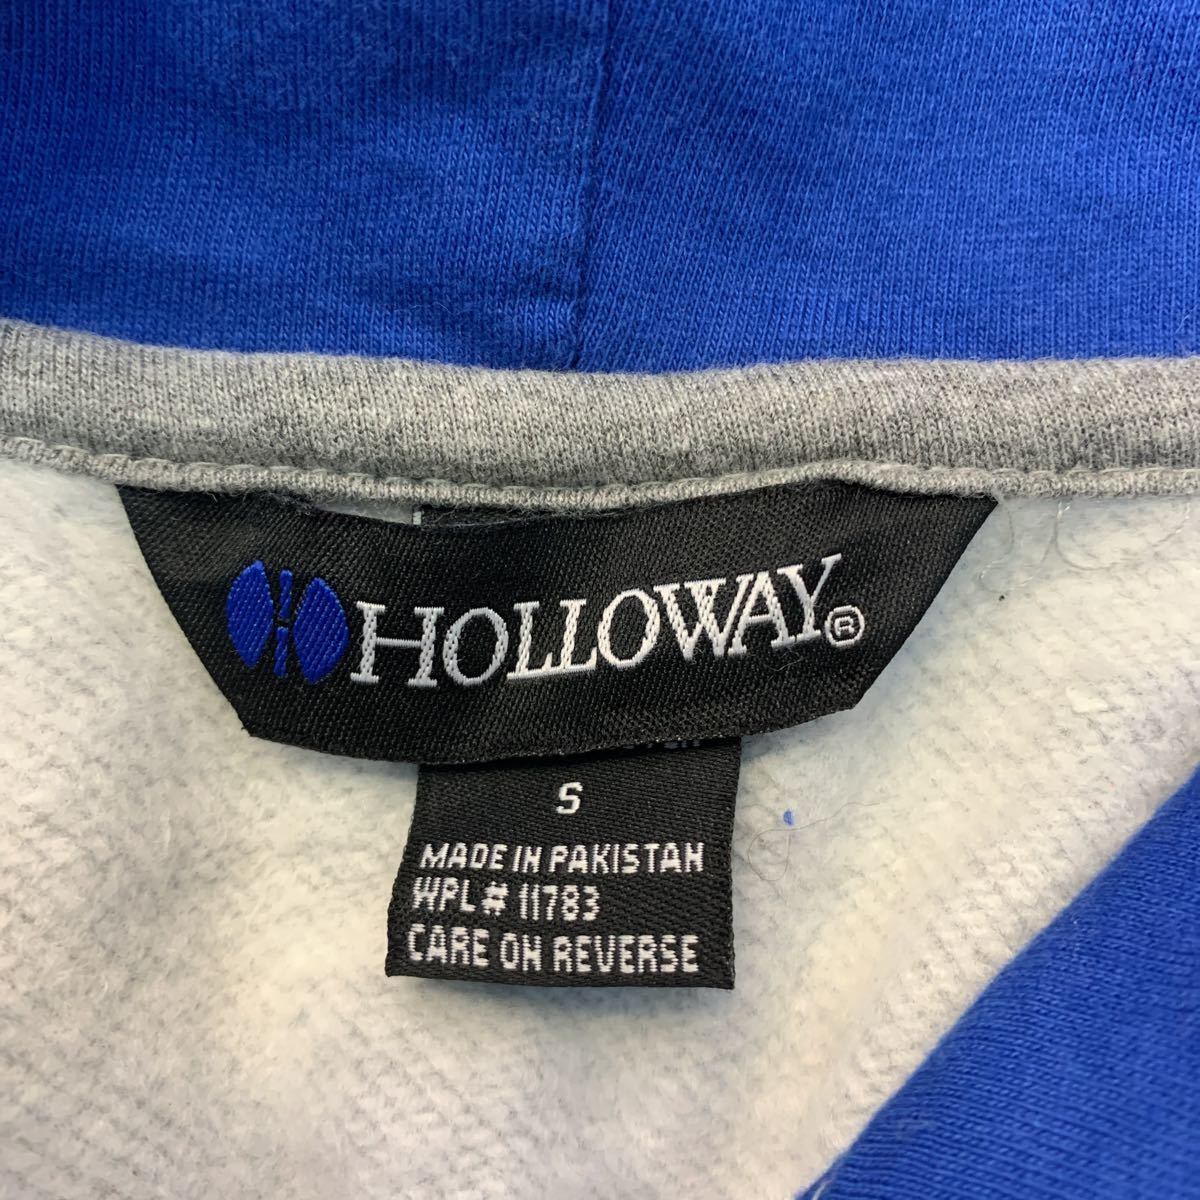 HOLLOWAY®
S
MADE IN PAKISTAN
WPL# 11783
CARE ON REVERSE